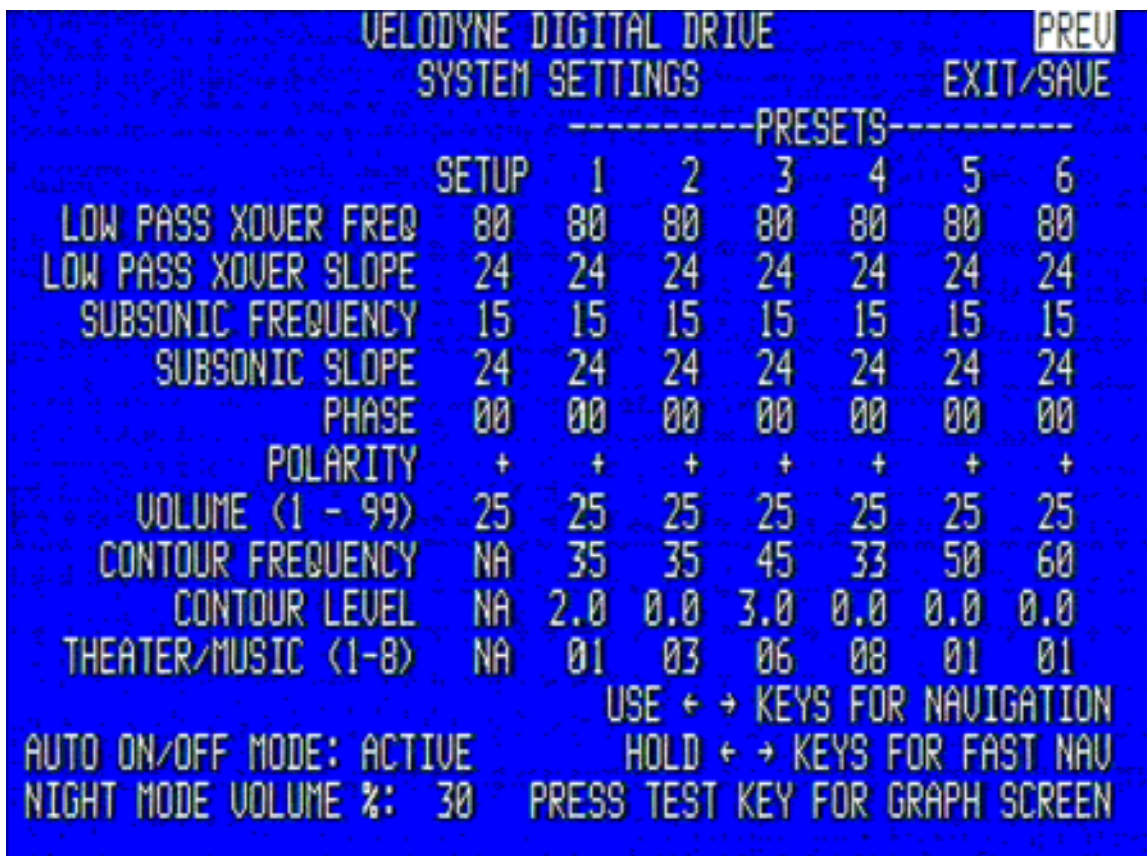 VELODYNE DIGITAL DRIVE PREV
SYSTEM SETTINGS EXIT/SAVE
----------PRESETS----------
SETUP 1 2 3 4 5 6
LOW PASS XOVER FREQ 80 80 80 80 80 80 80
LOW PASS XOVER SLOPE 24 24 24 24 24 24 24
SUBSONIC FREQUENCY 15 15 15 15 15 15 15
SUBSONIC SLOPE 24 24 24 24 24 24 24
PHASE 00 00 00 00 00 00 00
POLARITY + + + + + + +
VOLUME (1 - 99) 25 25 25 25 25 25 25
CONTOUR FREQUENCY NA 35 35 45 33 50 60
CONTOUR LEVEL NA 2.0 0.0 3.0 0.0 0.0 0.0
THEATER/MUSIC (1-8) NA 01 03 06 08 01 01
USE ← → KEYS FOR NAVIGATION
AUTO ON/OFF MODE: ACTIVE HOLD ← → KEYS FOR FAST NAV
NIGHT MODE VOLUME %: 30 PRESS TEST KEY FOR GRAPH SCREEN